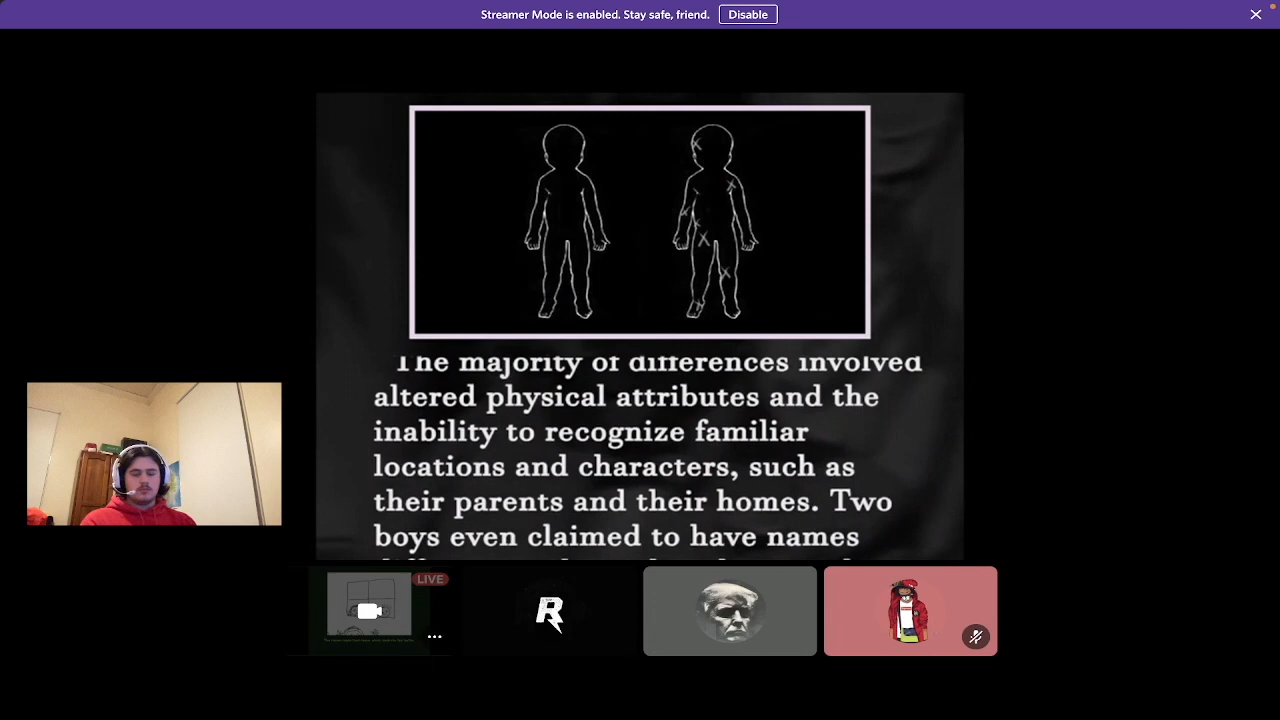 Streamer Mode is enabled. Stay safe, friend.
Disable
The majority of differences involved
altered physical attributes and the
inability to recognize familiar
locations and characters, such as
their parents and their homes. Two
boys even claimed to have names
LIVE
R